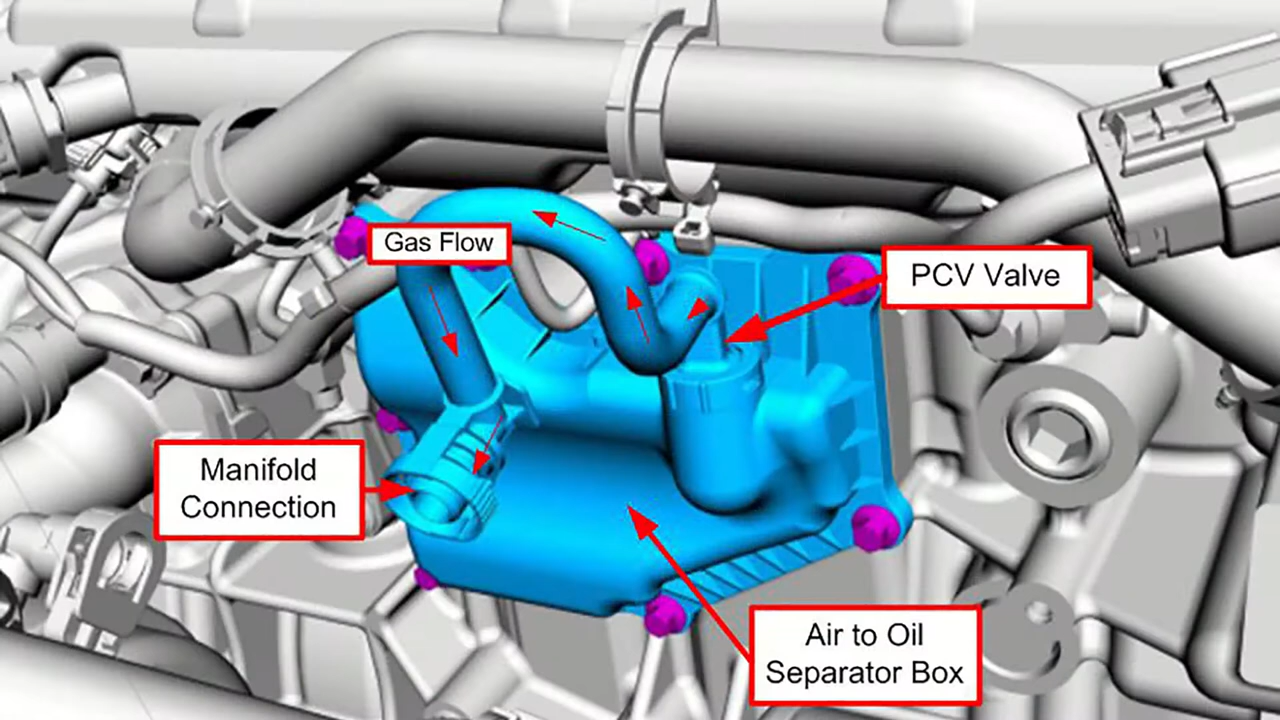 Gas Flow
PCV Valve
Manifold
Connection
Air to Oil
Separator Box